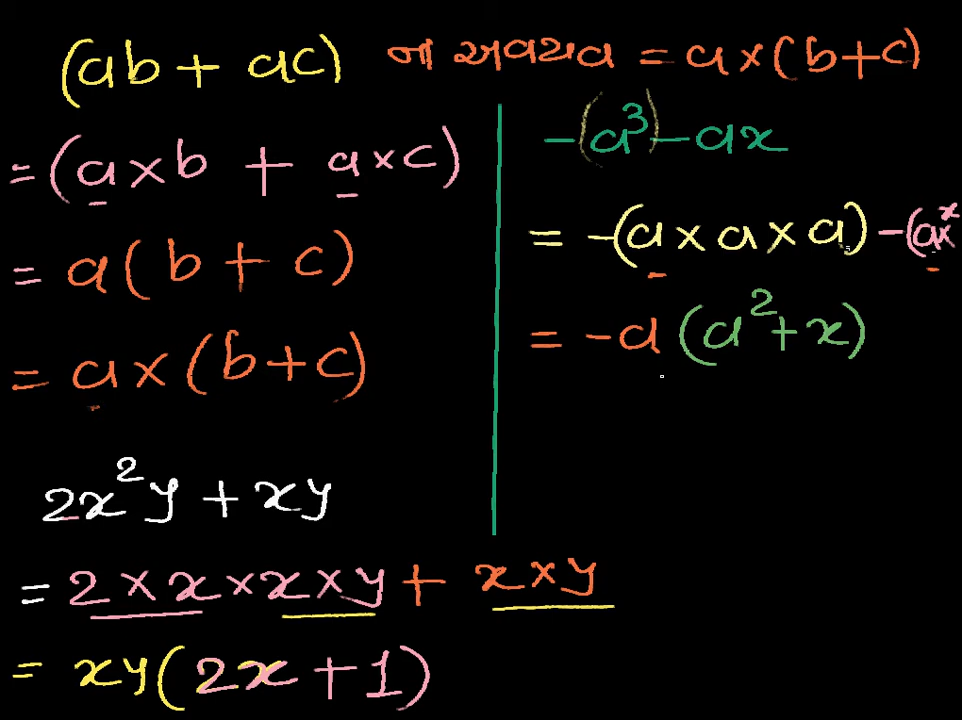 (ab + ac) ના અવયવ = a × (b+c)
= (a×b + a×c)
= a(b + c)
= a × (b+c)
-(a³)-ax
= -(a × a × a) -(a×x
= -a (a²+x)
2x²y + xy
= 2 × x × x × y + x × y
= xy(2x + 1)